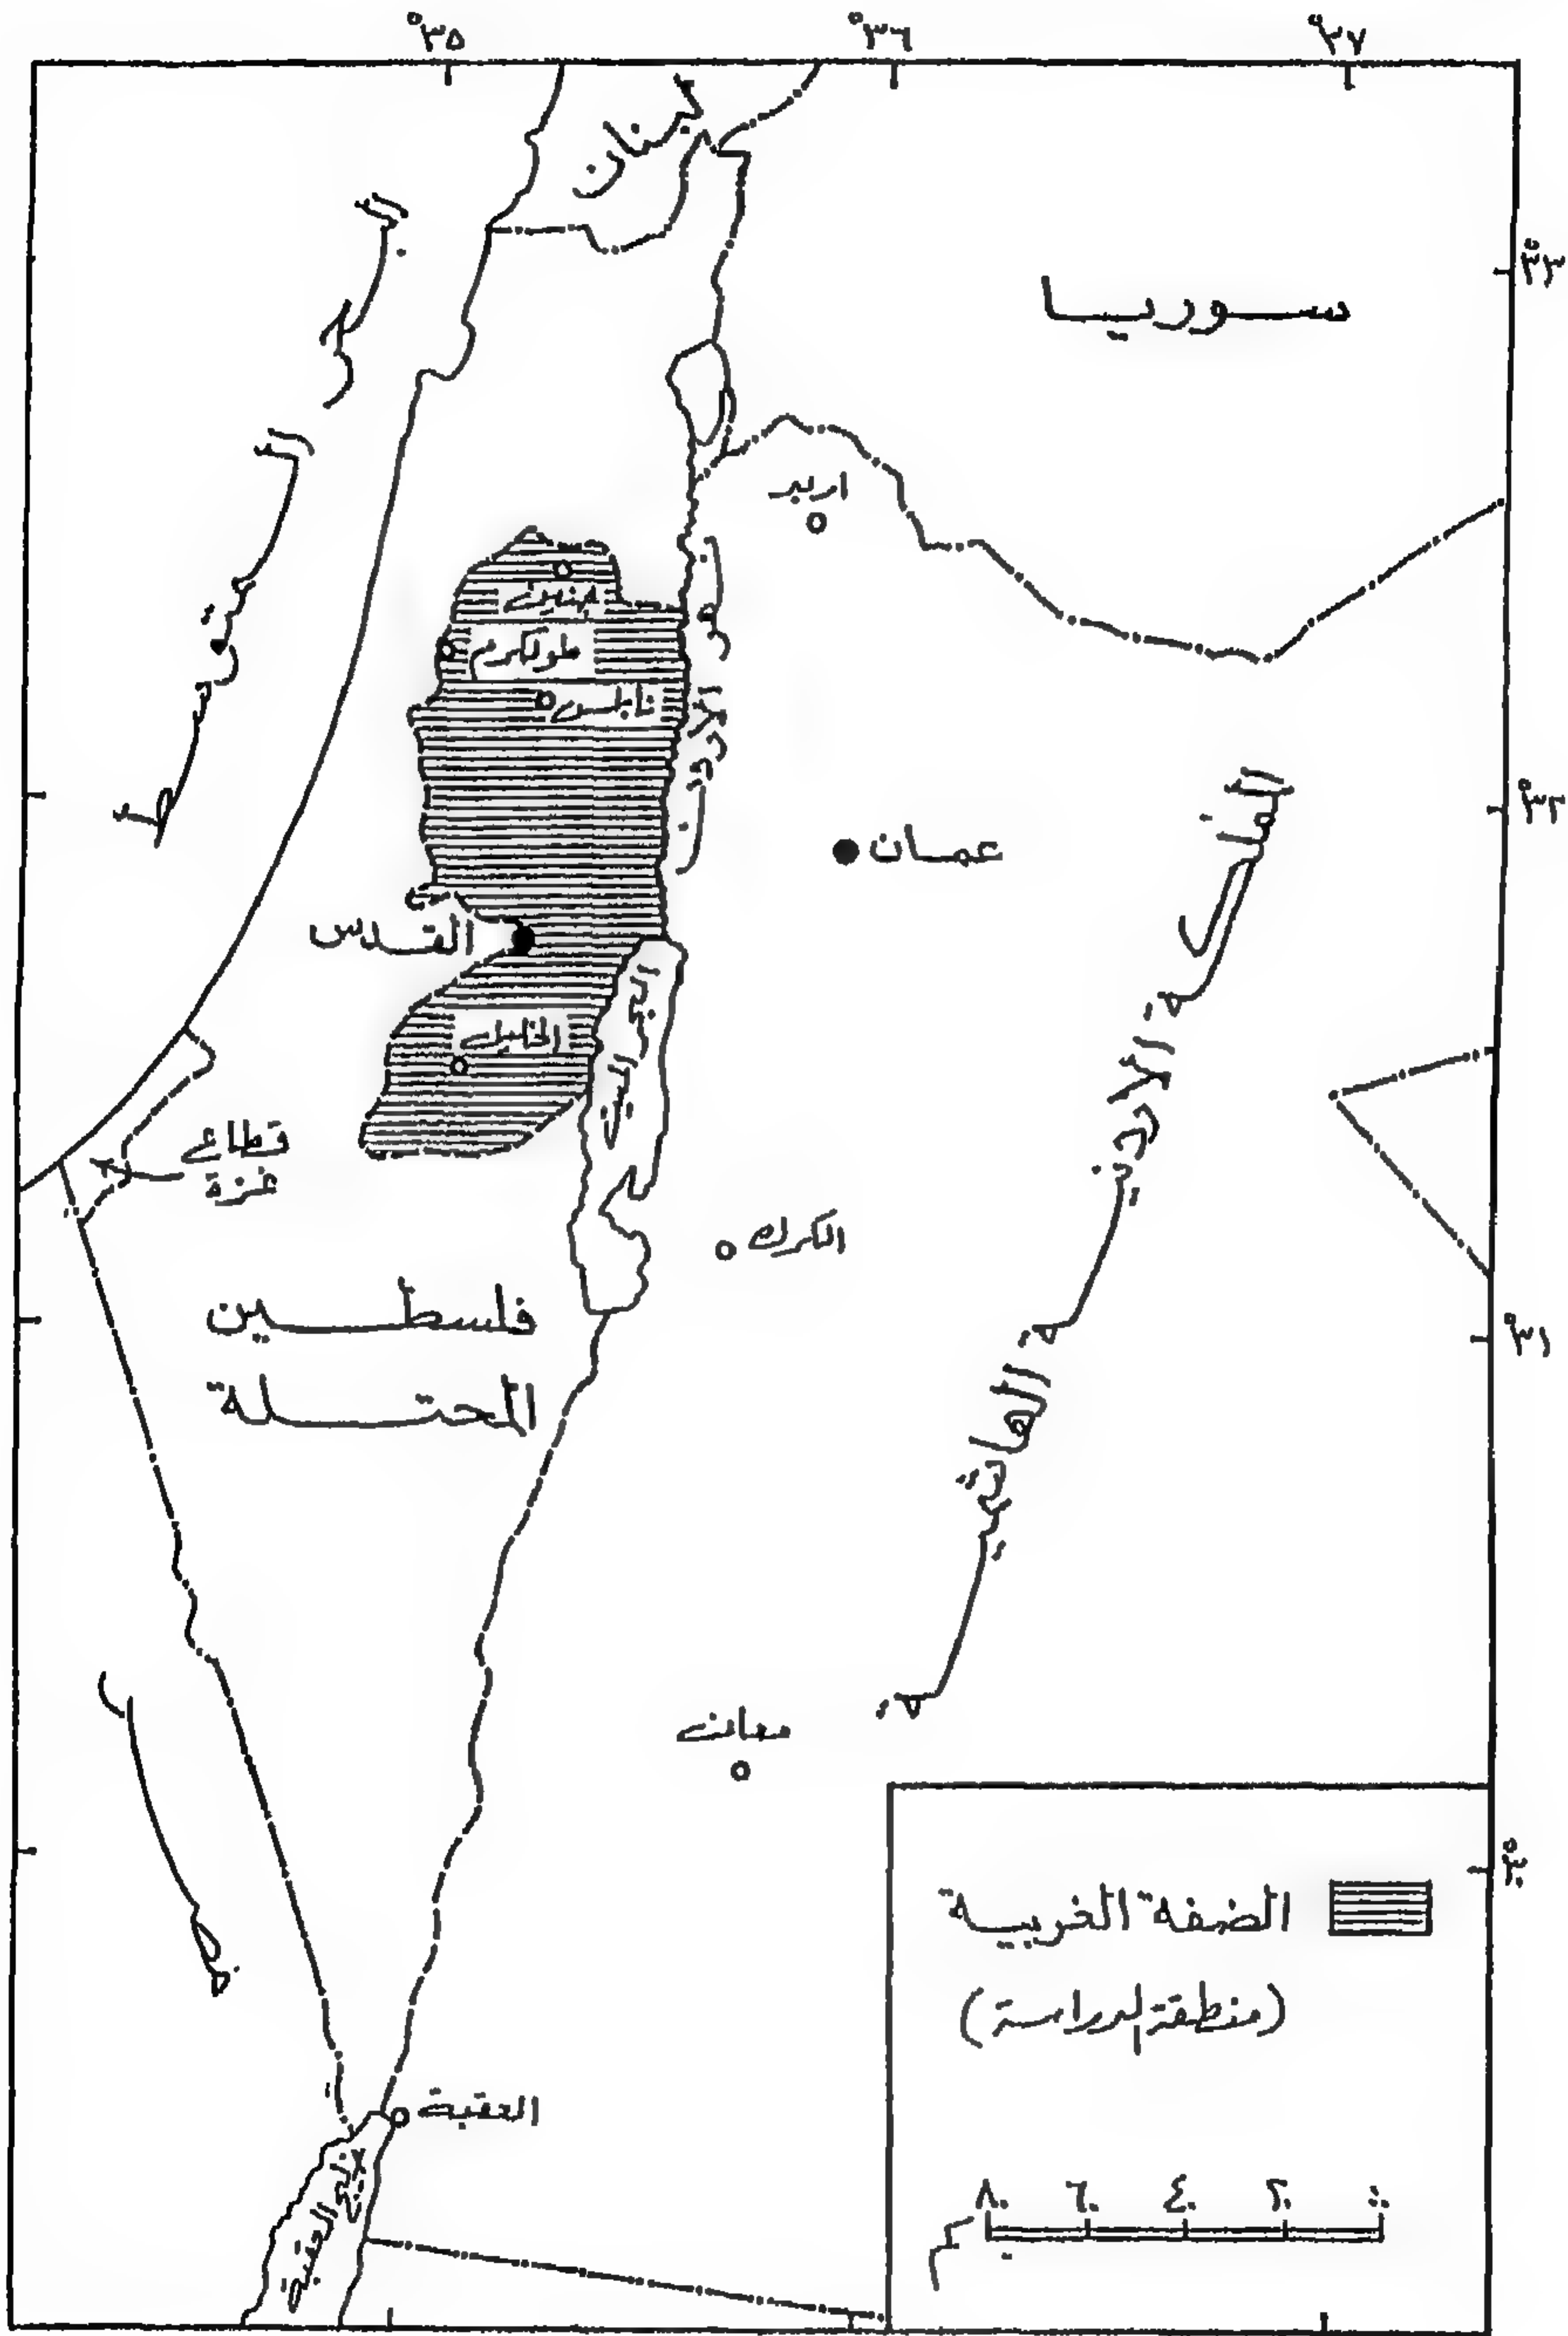 °٣٥
°٣٦
°٣٧
لبنان
البحر
المتوسط
سوريا
°٣٣
اربد
جنين
طولكرم
نابلس
نهر
الأردن
°٣٢
عمان
القدس
المملكة
الأردنية
الهاشمية
البحر الميت
الخليل
قطاع
غزة
الكرك
فلسطين
المحتلة
°٣١
معان
مصر
°٣٠
الضفة الغربية
(منطقة الدراسة)
العقبة
خليج العقبة
٨٠ ٦٠ ٤٠ ٢٠ ٠
كم